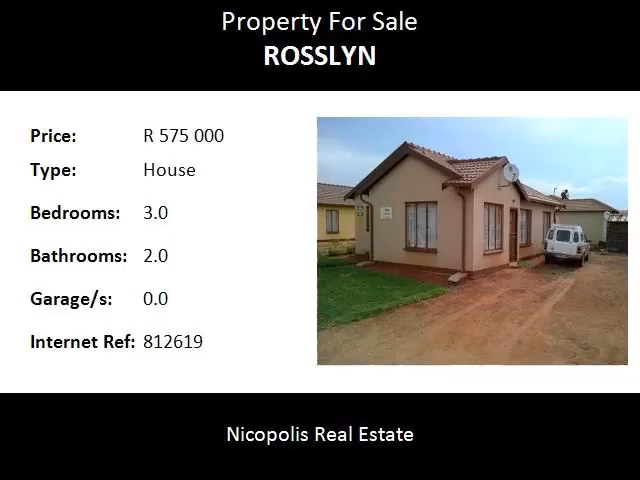 Property For Sale
ROSSLYN
Price: R 575 000
Type: House
Bedrooms: 3.0
Bathrooms: 2.0
Garage/s: 0.0
Internet Ref: 812619
Nicopolis Real Estate